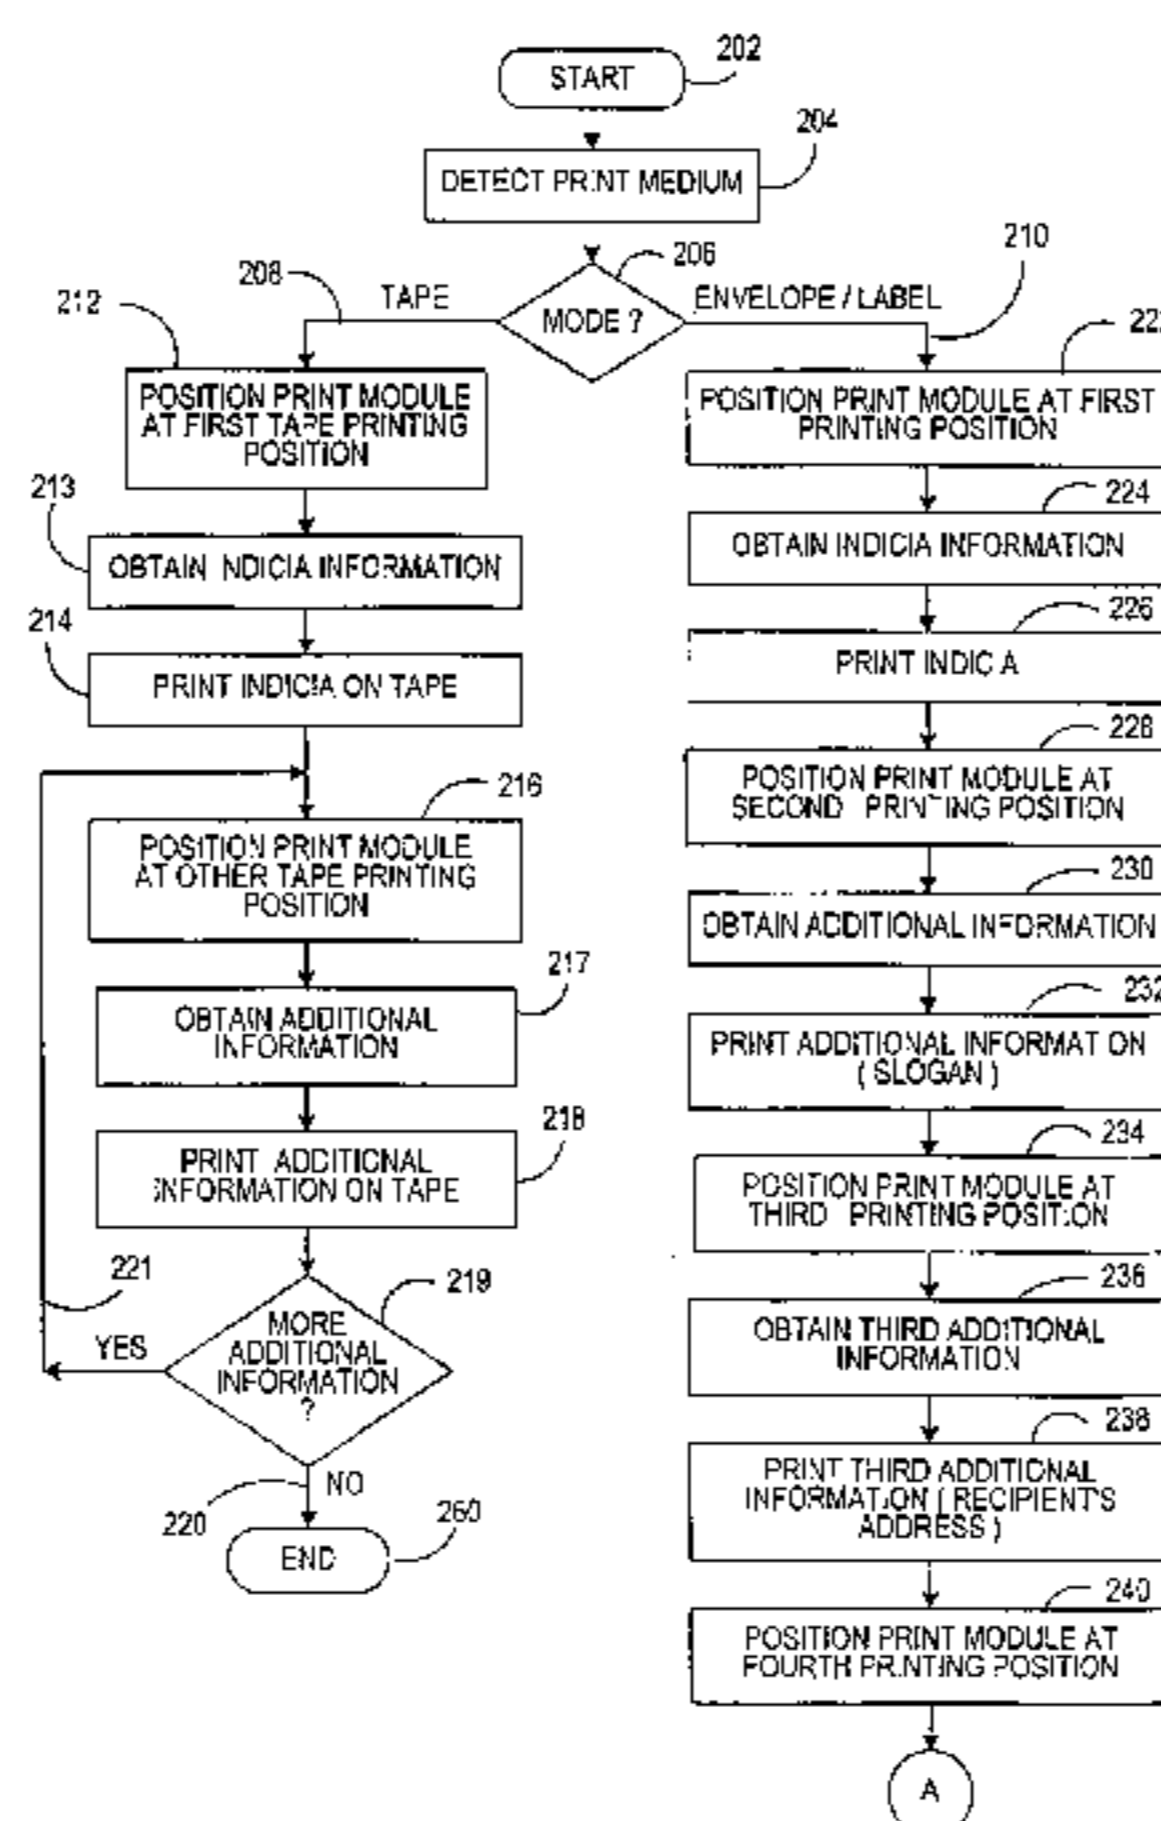 START
202
204
DETECT PRINT MEDIUM
206
210
208
212
TAPE
MODE ?
ENVELOPE / LABEL
POSITION PRINT MODULE
AT FIRST TAPE PRINTING
POSITION
POSITION PRINT MODULE AT FIRST
PRINTING POSITION
213
224
OBTAIN INDICIA INFORMATION
OBTAIN INDICIA INFORMATION
214
226
PRINT INDICIA ON TAPE
PRINT INDIC A
228
216
POSITION PRINT MODULE AT
SECOND PRINTING POSITION
POSITION PRINT MODULE
AT OTHER TAPE PRINTING
POSITION
230
OBTAIN ADDITIONAL INFORMATION
217
232
OBTAIN ADDITIONAL
INFORMATION
PRINT ADDITIONAL INFORMAT ON
( SLOGAN )
218
234
PRINT ADDITIONAL
INFORMATION ON TAPE
POSITION PRINT MODULE AT
THIRD PRINTING POSITION
221
219
236
YES
MORE
ADDITIONAL
INFORMATION
?
OBTAIN THIRD ADDITIONAL
INFORMATION
238
PRINT THIRD ADDITIONAL
INFORMATION ( RECIPIENT'S
ADDRESS )
NO
220
260
END
240
POSITION PRINT MODULE AT
FOURTH PRINTING POSITION
A